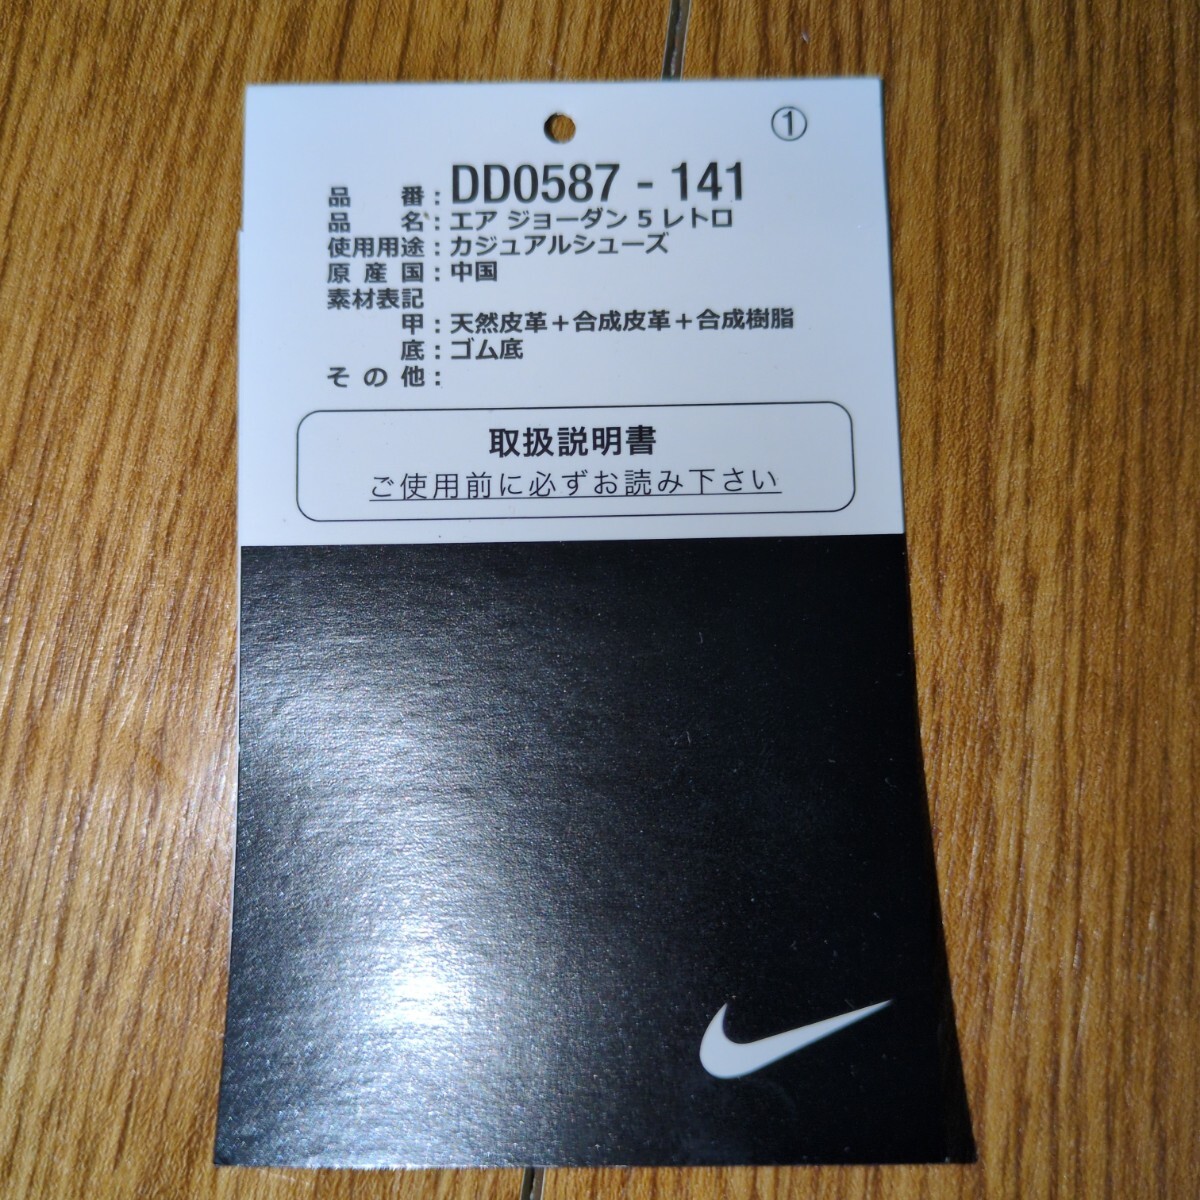 ①
品番：DD0587 - 141
品名：エア ジョーダン 5 レトロ
使用用途：カジュアルシューズ
原産国：中国
素材表記
甲：天然皮革＋合成皮革＋合成樹脂
底：ゴム底
その他：
取扱説明書
ご使用前に必ずお読み下さい